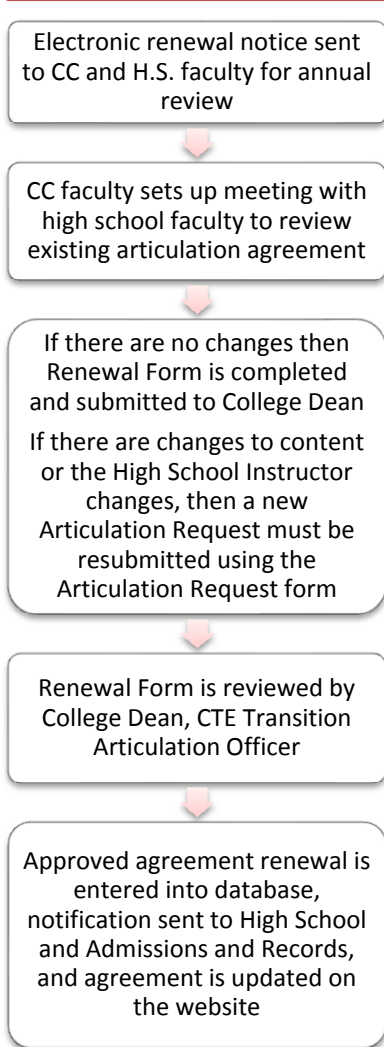 Electronic renewal notice sent
to CC and H.S. faculty for annual
review
CC faculty sets up meeting with
high school faculty to review
existing articulation agreement
If there are no changes then
Renewal Form is completed
and submitted to College Dean
If there are changes to content
or the High School Instructor
changes, then a new
Articulation Request must be
resubmitted using the
Articulation Request form
Renewal Form is reviewed by
College Dean, CTE Transition
Articulation Officer
Approved agreement renewal is
entered into database,
notification sent to High School
and Admissions and Records,
and agreement is updated on
the website